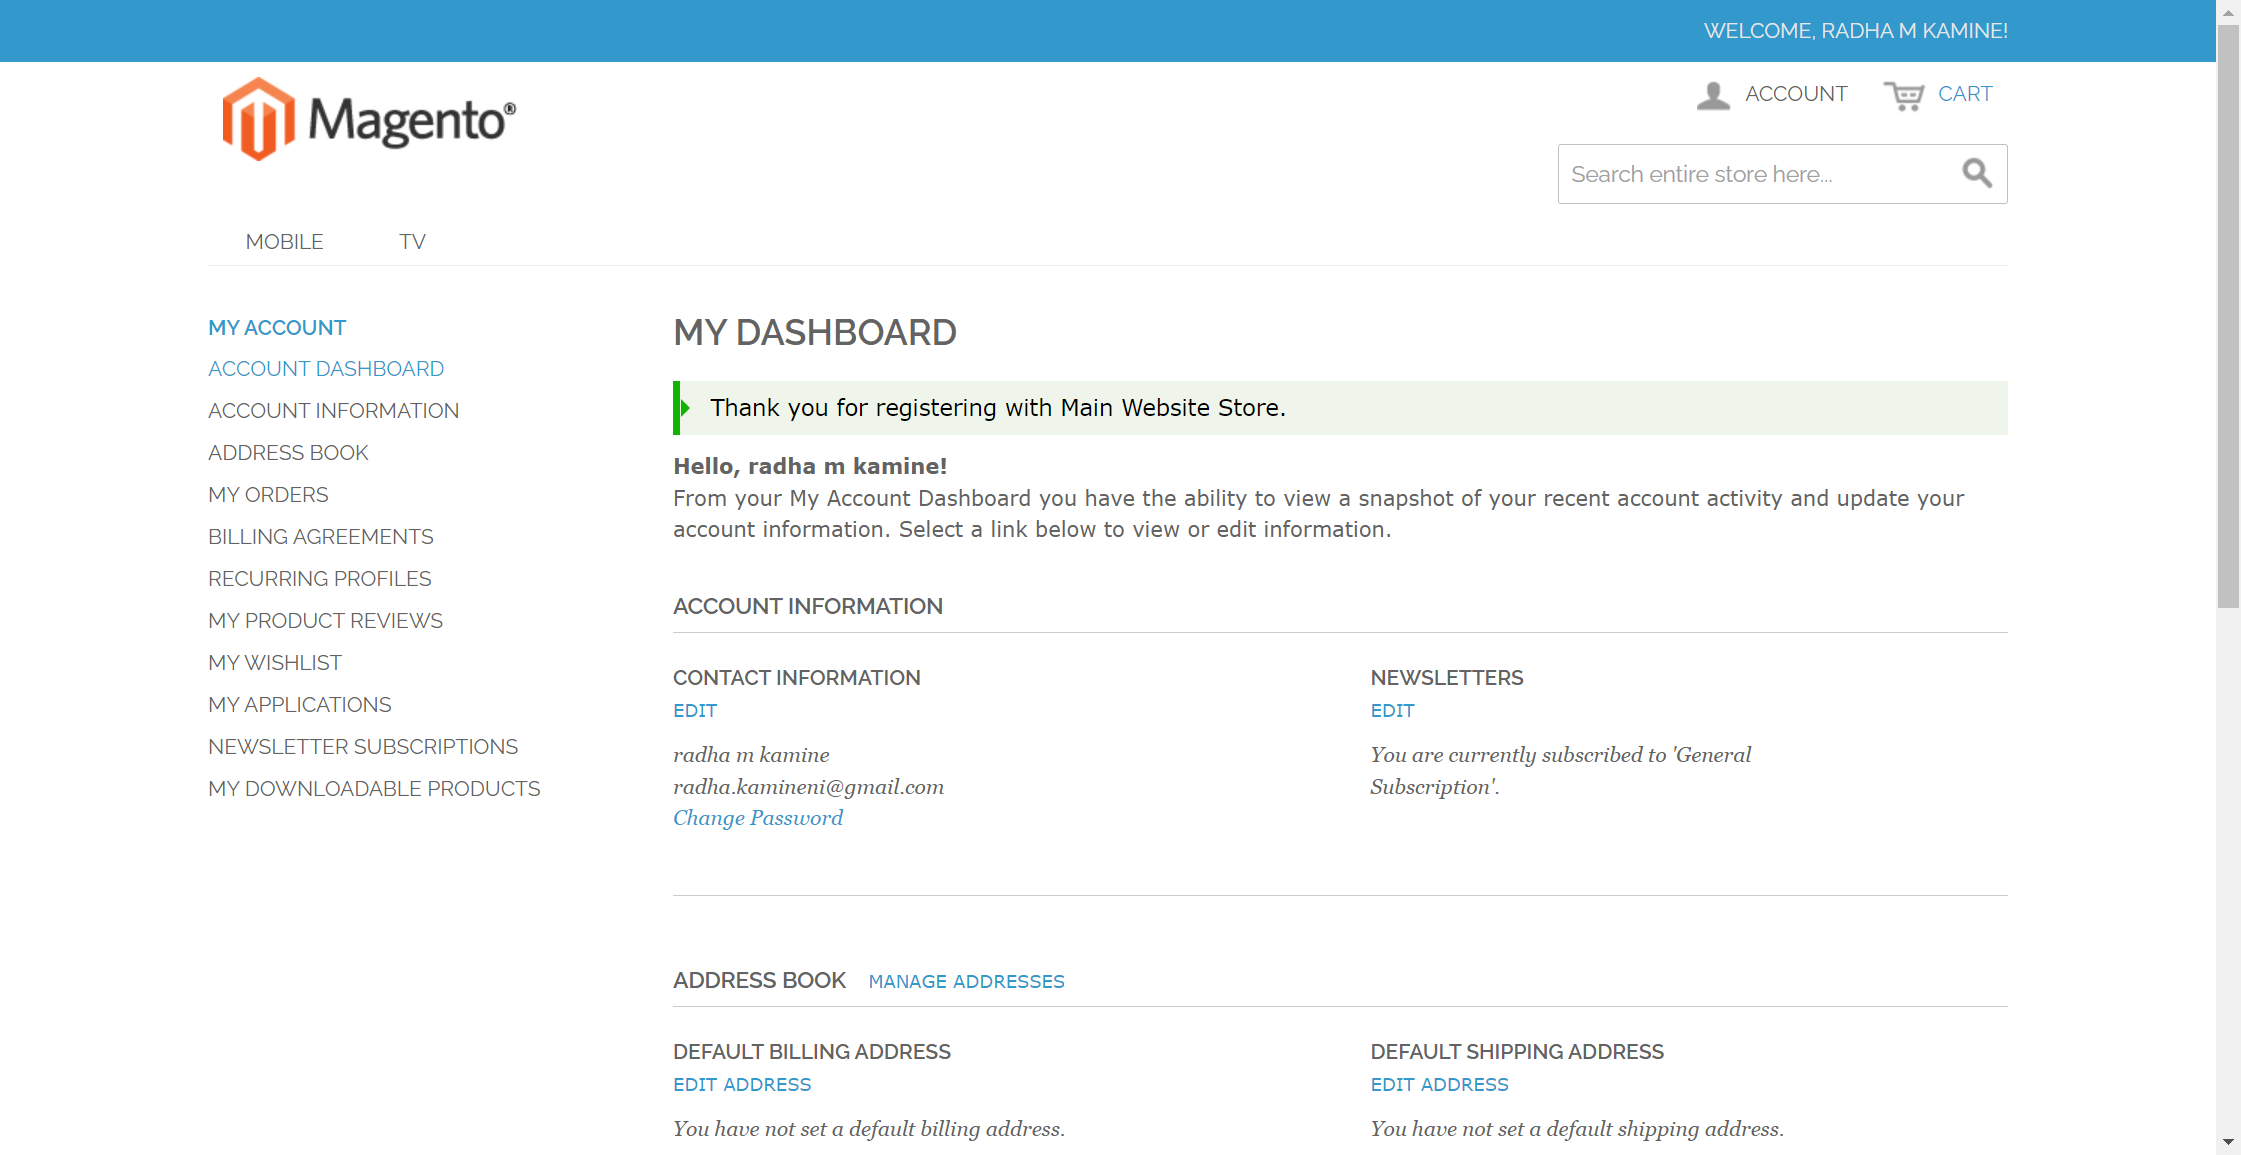 WELCOME, RADHA M KAMINE!
Magento®
ACCOUNT
CART
Search entire store here...
MOBILE
TV
MY ACCOUNT
ACCOUNT DASHBOARD
ACCOUNT INFORMATION
ADDRESS BOOK
MY ORDERS
BILLING AGREEMENTS
RECURRING PROFILES
MY PRODUCT REVIEWS
MY WISHLIST
MY APPLICATIONS
NEWSLETTER SUBSCRIPTIONS
MY DOWNLOADABLE PRODUCTS
MY DASHBOARD
Thank you for registering with Main Website Store.
Hello, radha m kamine!
From your My Account Dashboard you have the ability to view a snapshot of your recent account activity and update your
account information. Select a link below to view or edit information.
ACCOUNT INFORMATION
CONTACT INFORMATION
EDIT
radha m kamine
radha.kamineni@gmail.com
Change Password
NEWSLETTERS
EDIT
You are currently subscribed to 'General
Subscription'.
ADDRESS BOOK MANAGE ADDRESSES
DEFAULT BILLING ADDRESS
EDIT ADDRESS
You have not set a default billing address.
DEFAULT SHIPPING ADDRESS
EDIT ADDRESS
You have not set a default shipping address.